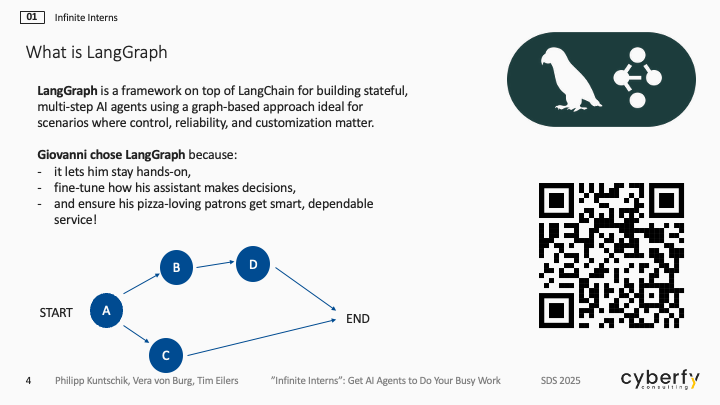 01 Infinite Interns
What is LangGraph
LangGraph is a framework on top of LangChain for building stateful,
multi-step AI agents using a graph-based approach ideal for
scenarios where control, reliability, and customization matter.
Giovanni chose LangGraph because:
- it lets him stay hands-on,
- fine-tune how his assistant makes decisions,
- and ensure his pizza-loving patrons get smart, dependable
service!
B
D
START
A
END
C
4 Philipp Kuntschik, Vera von Burg, Tim Eilers "Infinite Interns": Get AI Agents to Do Your Busy Work SDS 2025
cyberfy
consulting